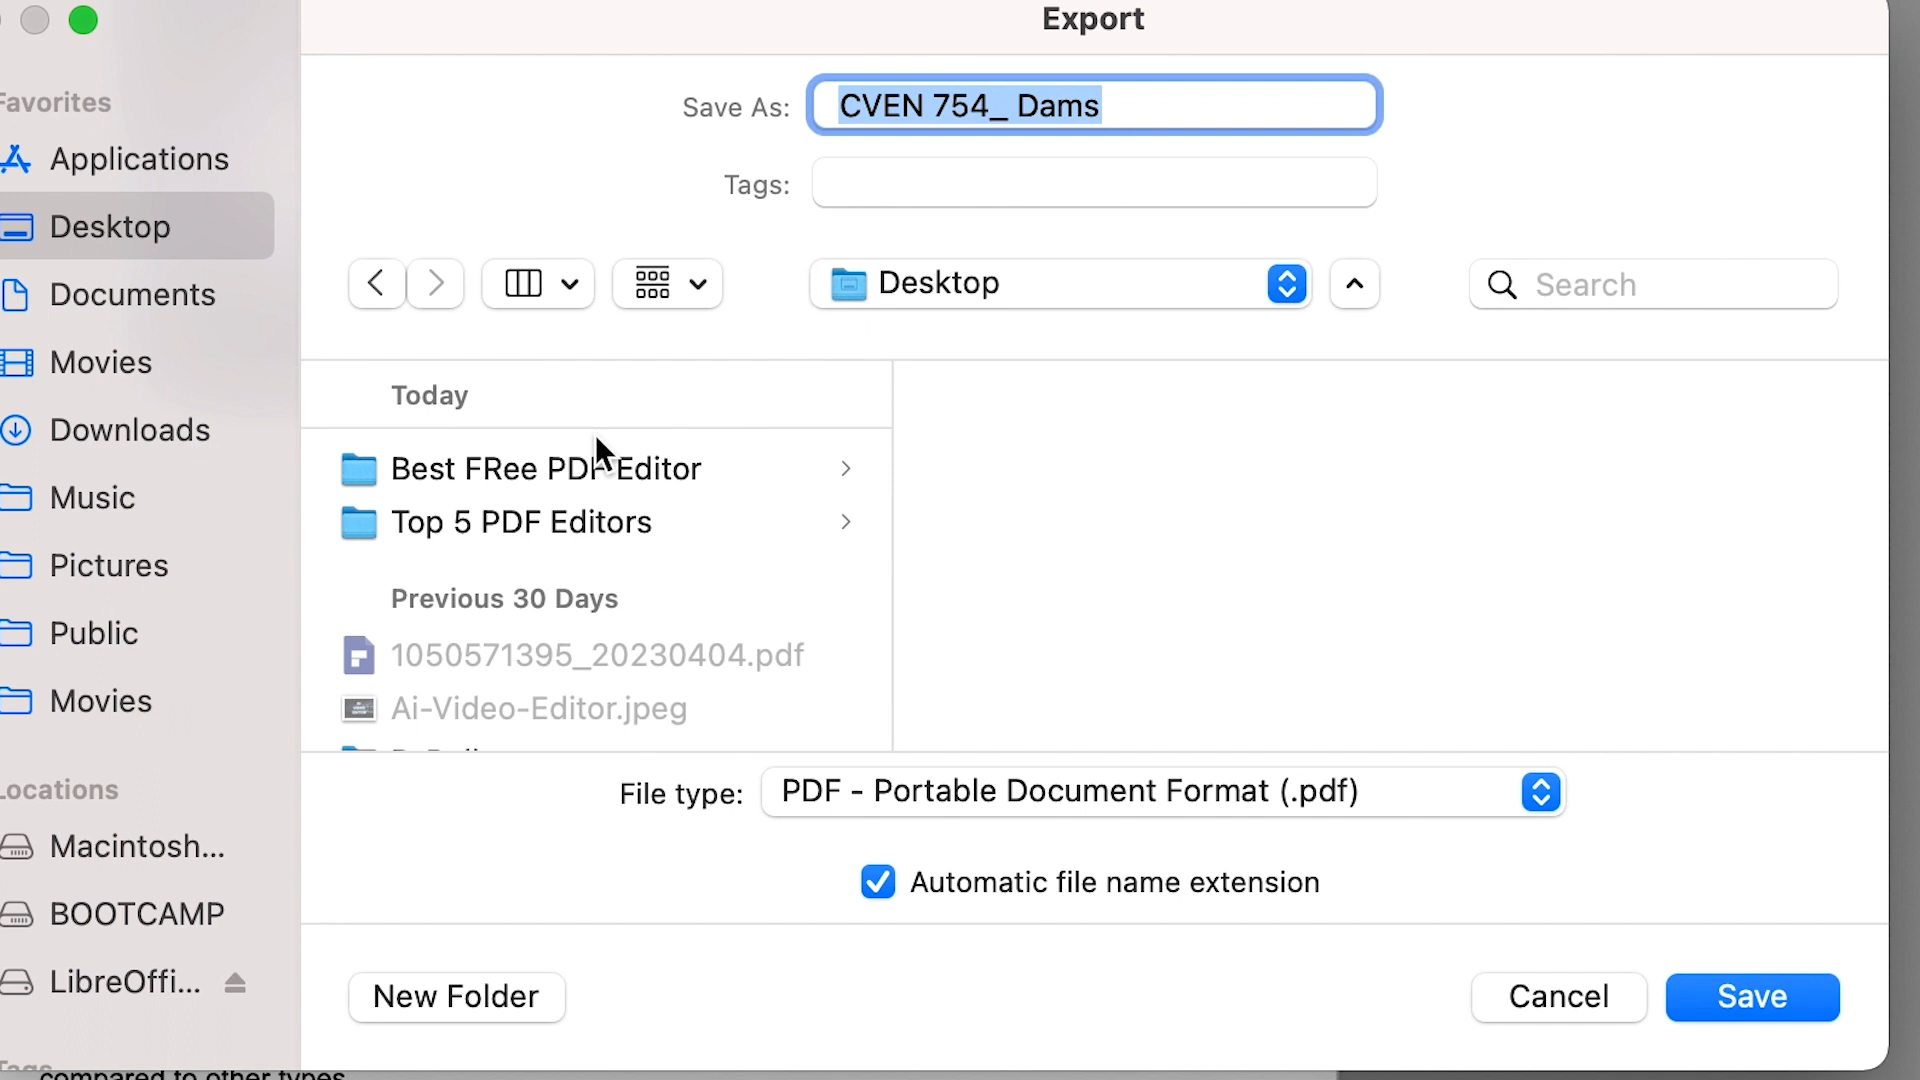 Export
Favorites
Applications
Desktop
Documents
Movies
Downloads
Music
Pictures
Public
Movies
Locations
Macintosh...
BOOTCAMP
LibreOffi...
Tags
Save As: CVEN 754_ Dams
Tags:
Desktop
Search
Today
Best FRee PDF Editor
Top 5 PDF Editors
Previous 30 Days
1050571395_20230404.pdf
Ai-Video-Editor.jpeg
File type: PDF - Portable Document Format (.pdf)
Automatic file name extension
New Folder
Cancel
Save
compared to other types